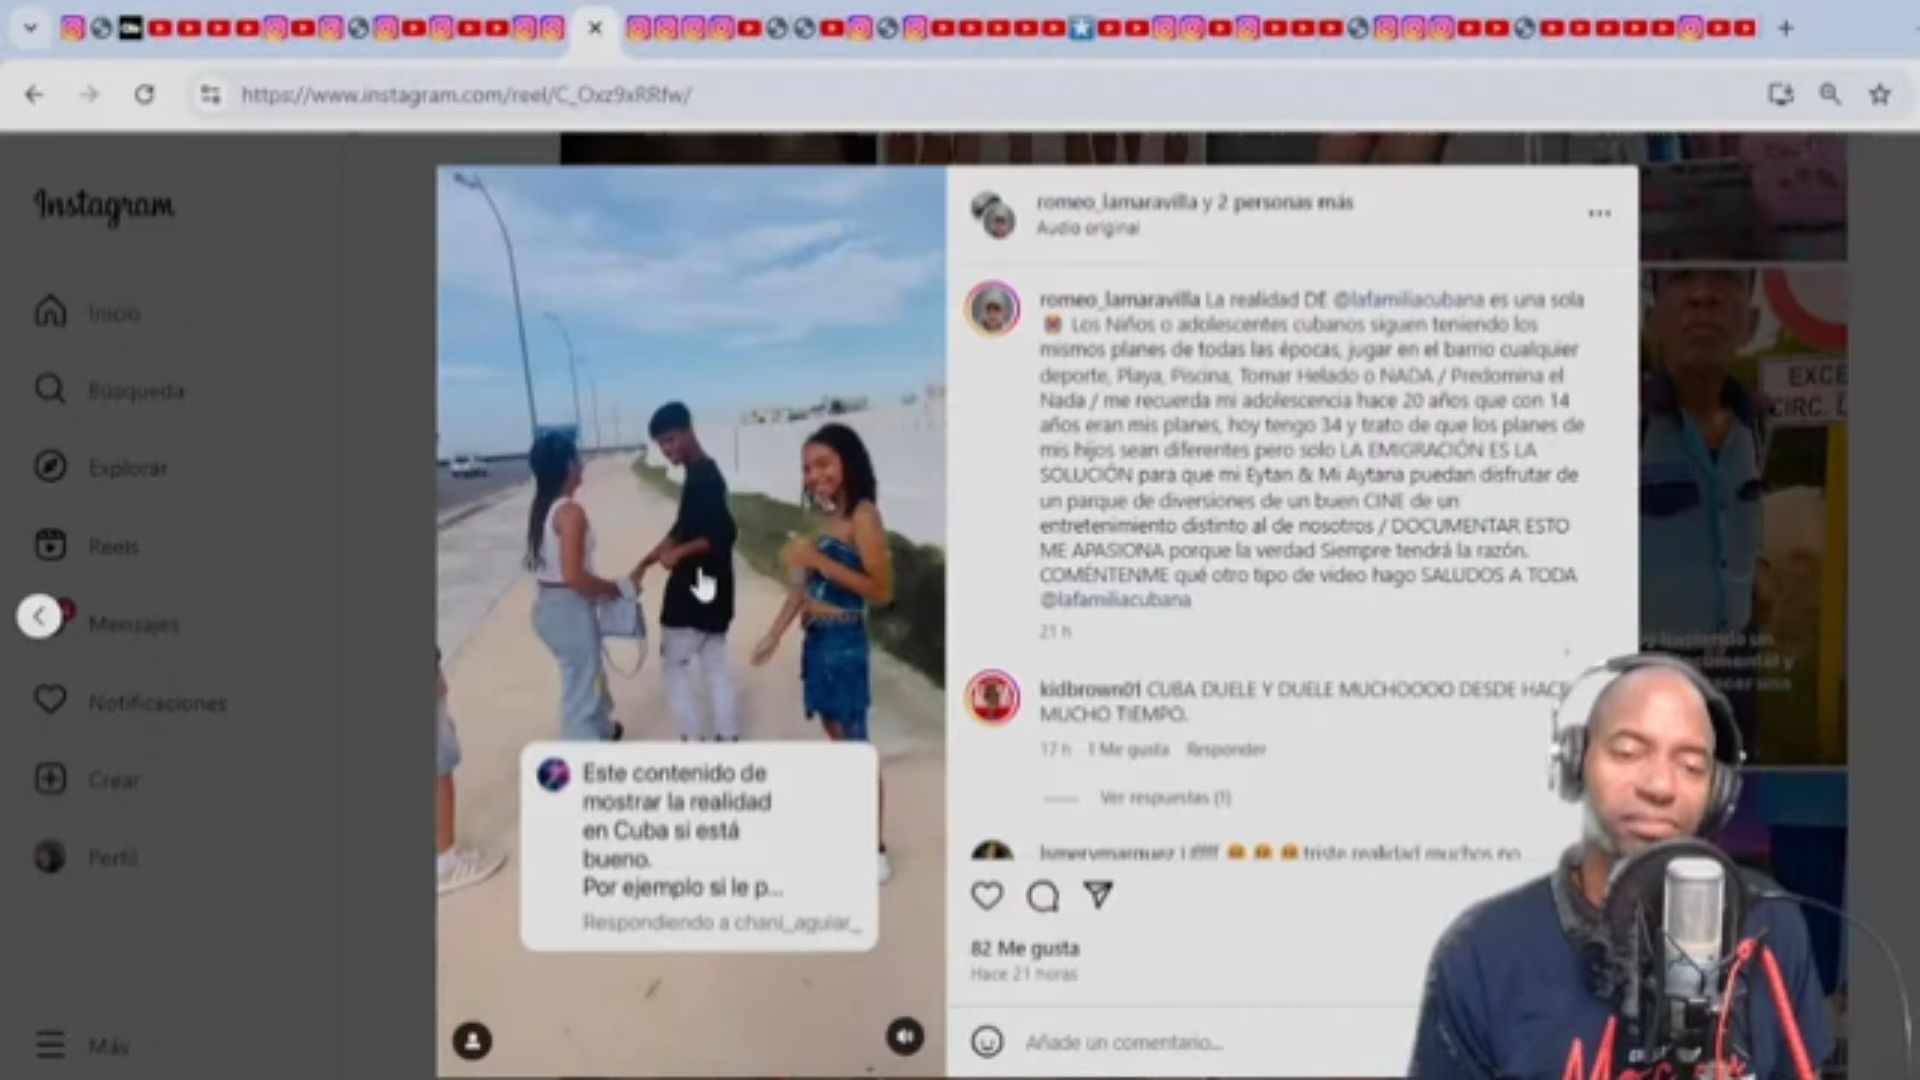 https://www.instagram.com/reel/C_Oxz9xRRfw/
Instagram
Inicio
Búsqueda
Explorar
Reels
Mensajes
Notificaciones
Crear
Perfil
Más
Este contenido de
mostrar la realidad
en Cuba si está
bueno.
Por ejemplo si le p...
Respondiendo a chani_aguiar_
romeo_lamaravilla y 2 personas más
Audio original
romeo_lamaravilla La realidad DE @lafamiliacubana es una sola
Los Niños o adolescentes cubanos siguen teniendo los
mismos planes de todas las épocas, jugar en el barrio cualquier
deporte, Playa, Piscina, Tomar Helado o NADA / Predomina el
Nada / me recuerda mi adolescencia hace 20 años que con 14
años eran mis planes, hoy tengo 34 y trato de que los planes de
mis hijos sean diferentes pero solo LA EMIGRACIÓN ES LA
SOLUCIÓN para que mi Eytan & Mi Aytana puedan disfrutar de
un parque de diversiones de un buen CINE de un
entretenimiento distinto al de nosotros / DOCUMENTAR ESTO
ME APASIONA porque la verdad Siempre tendrá la razón.
COMÉNTENME qué otro tipo de video hago SALUDOS A TODA
@lafamiliacubana
21 h
kidbrown01 CUBA DUELE Y DUELE MUCHOOOO DESDE HACE
MUCHO TIEMPO.
17 h 1 Me gusta Responder
Ver respuestas (1)
triste realidad muchos no
82 Me gusta
Hace 21 horas
Añade un comentario...
EXCE
CIRC.